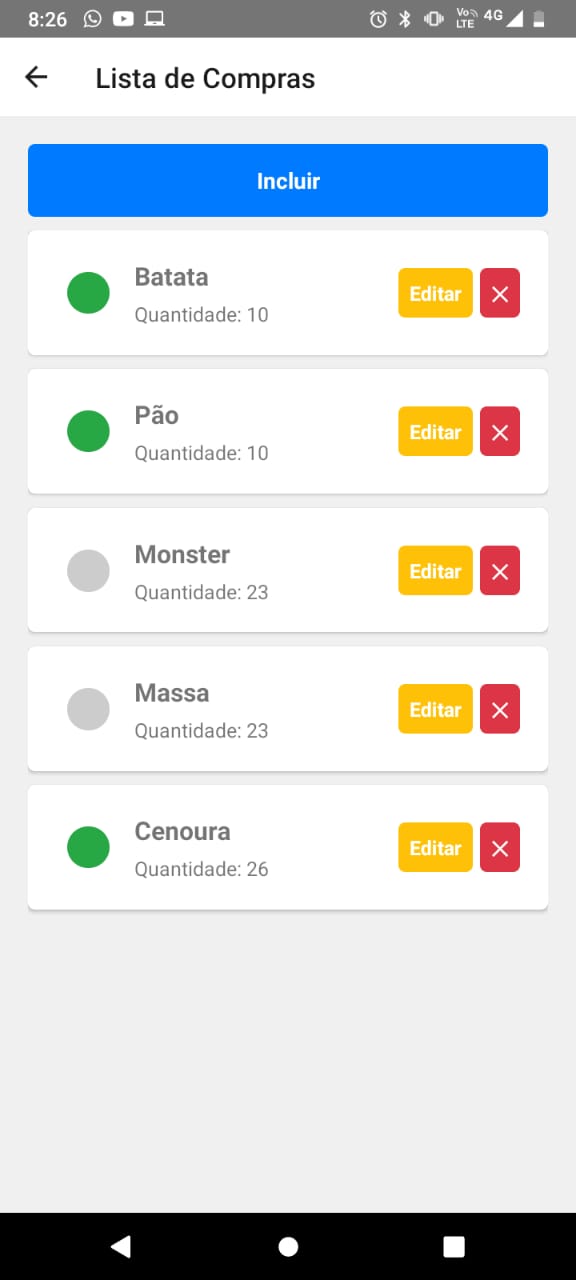 8:26
Vo LTE 4G
Lista de Compras
Incluir
Batata
Quantidade: 10
Editar
Pão
Quantidade: 10
Editar
Monster
Quantidade: 23
Editar
Massa
Quantidade: 23
Editar
Cenoura
Quantidade: 26
Editar